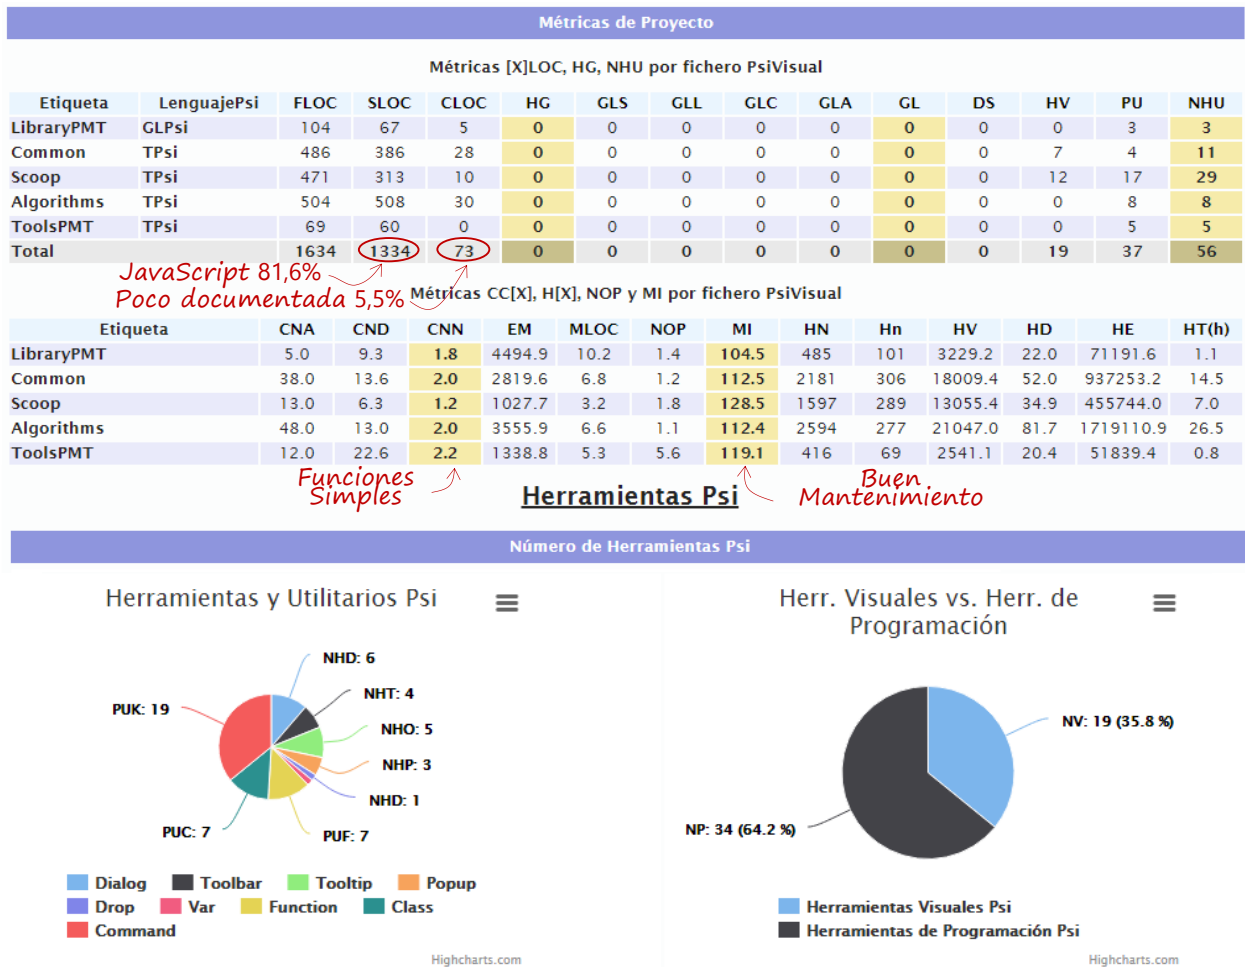 Métricas de Proyecto
Métricas [X]LOC, HG, NHU por fichero PsiVisual
Etiqueta LenguajePsi FLOC SLOC CLOC HG GLS GLL GLC GLA GL DS HV PU NHU
LibraryPMT GLPsi 104 67 5 0 0 0 0 0 0 0 0 3 3
Common TPsi 486 386 28 0 0 0 0 0 0 0 7 4 11
Scoop TPsi 471 313 10 0 0 0 0 0 0 0 12 17 29
Algorithms TPsi 504 508 30 0 0 0 0 0 0 0 0 8 8
ToolsPMT TPsi 69 60 0 0 0 0 0 0 0 0 0 5 5
Total 1634 1334 73 0 0 0 0 0 0 0 19 37 56
JavaScript 81,6%
Poco documentada 5,5%
Métricas CC[X], H[X], NOP y MI por fichero PsiVisual
Etiqueta CNA CND CNN EM MLOC NOP MI HN Hn HV HD HE HT(h)
LibraryPMT 5.0 9.3 1.8 4494.9 10.2 1.4 104.5 485 101 3229.2 22.0 71191.6 1.1
Common 38.0 13.6 2.0 2819.6 6.8 1.2 112.5 2181 306 18009.4 52.0 937253.2 14.5
Scoop 13.0 6.3 1.2 1027.7 3.2 1.8 128.5 1597 289 13055.4 34.9 455744.0 7.0
Algorithms 48.0 13.0 2.0 3555.9 6.6 1.1 112.4 2594 277 21047.0 81.7 1719110.9 26.5
ToolsPMT 12.0 22.6 2.2 1338.8 5.3 5.6 119.1 416 69 2541.1 20.4 51839.4 0.8
Funciones
Simples
Buen
Mantenimiento
Herramientas Psi
Número de Herramientas Psi
Herramientas y Utilitarios Psi
NHD: 6
NHT: 4
NHO: 5
NHP: 3
NHD: 1
PUF: 7
PUC: 7
PUK: 19
Dialog Toolbar Tooltip Popup
Drop Var Function Class
Command
Highcharts.com
Herr. Visuales vs. Herr. de
Programación
NV: 19 (35.8 %)
NP: 34 (64.2 %)
Herramientas Visuales Psi
Herramientas de Programación Psi
Highcharts.com